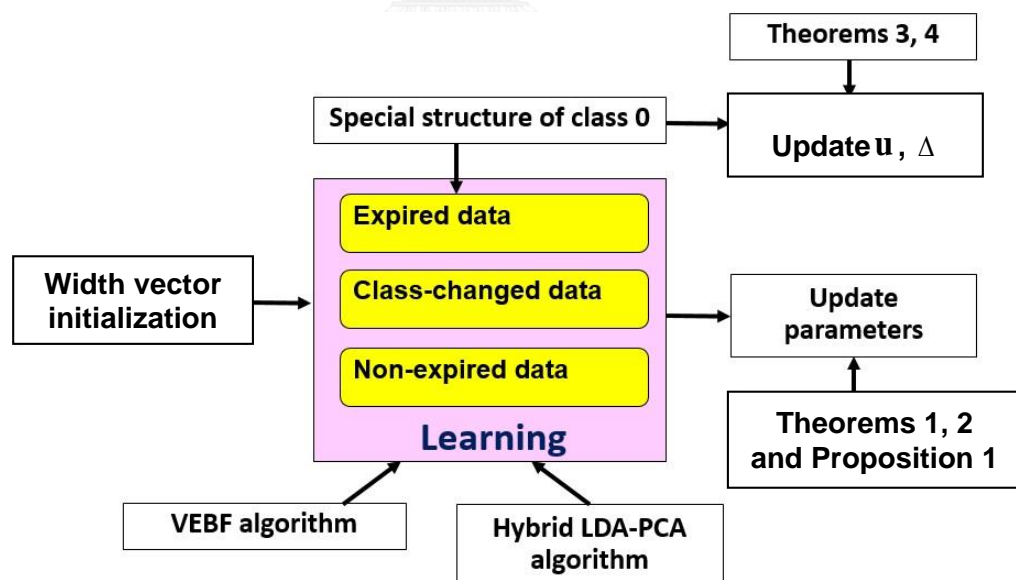 Theorems 3, 4
Special structure of class 0
Update u, Δ
Expired data
Width vector
initialization
Class-changed data
Update
parameters
Non-expired data
Learning
Theorems 1, 2
and Proposition 1
VEBF algorithm
Hybrid LDA-PCA
algorithm